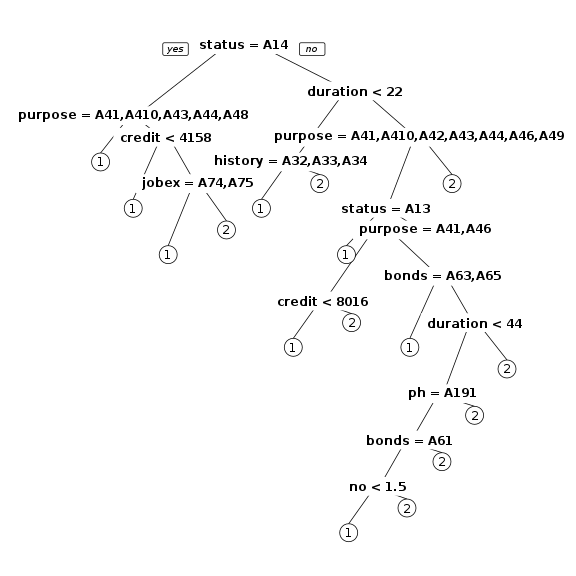 yes status = A14 no
duration < 22
purpose = A41,A410,A43,A44,A48
purpose = A41,A410,A42,A43,A44,A46,A49
credit < 4158
1
history = A32,A33,A34
jobex = A74,A75
2
2
1
1
status = A13
2
purpose = A41,A46
1
1
bonds = A63,A65
credit < 8016
2
duration < 44
1
1
2
ph = A191
2
bonds = A61
2
no < 1.5
2
1